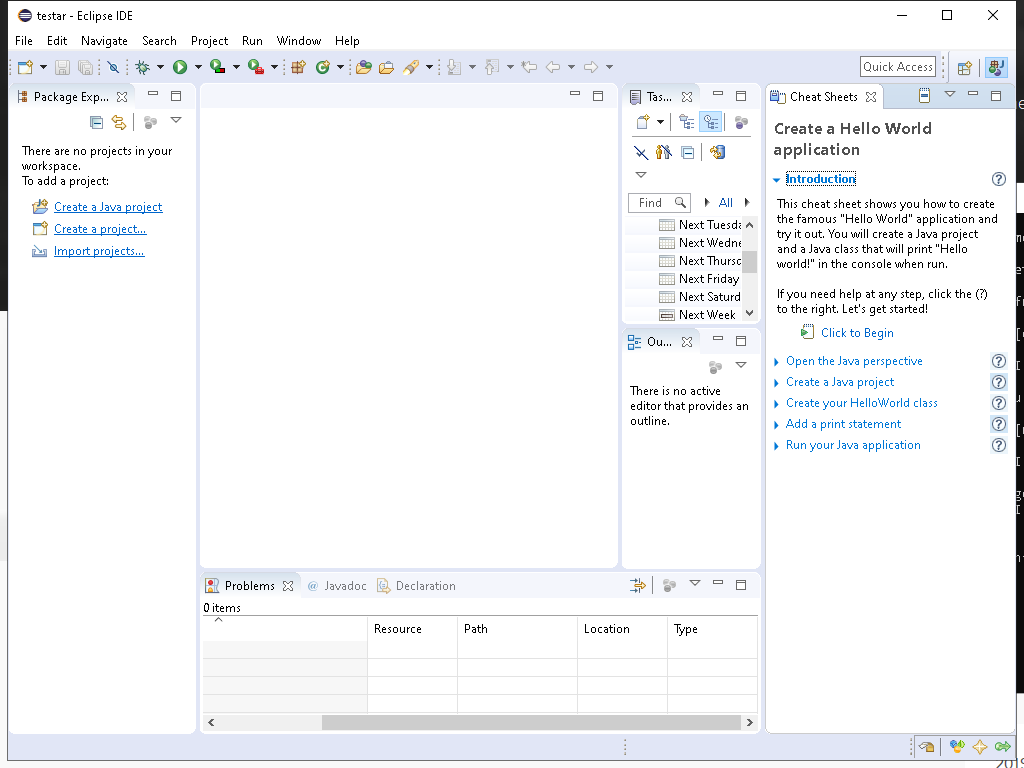 testar - Eclipse IDE
File Edit Navigate Search Project Run Window Help
Quick Access
Package Exp...
There are no projects in your
workspace.
To add a project:
Create a Java project
Create a project...
Import projects...
Tas...
Find
All
Next Tuesda
Next Wedne
Next Thursd
Next Friday
Next Saturd
Next Week
Ou...
There is no active
editor that provides an
outline.
Cheat Sheets
Create a Hello World
application
Introduction
This cheat sheet shows you how to create
the famous "Hello World" application and
try it out. You will create a Java project
and a Java class that will print "Hello
world!" in the console when run.
If you need help at any step, click the (?)
to the right. Let's get started!
Click to Begin
Open the Java perspective
Create a Java project
Create your HelloWorld class
Add a print statement
Run your Java application
Problems
@ Javadoc
Declaration
0 items
Resource Path Location Type